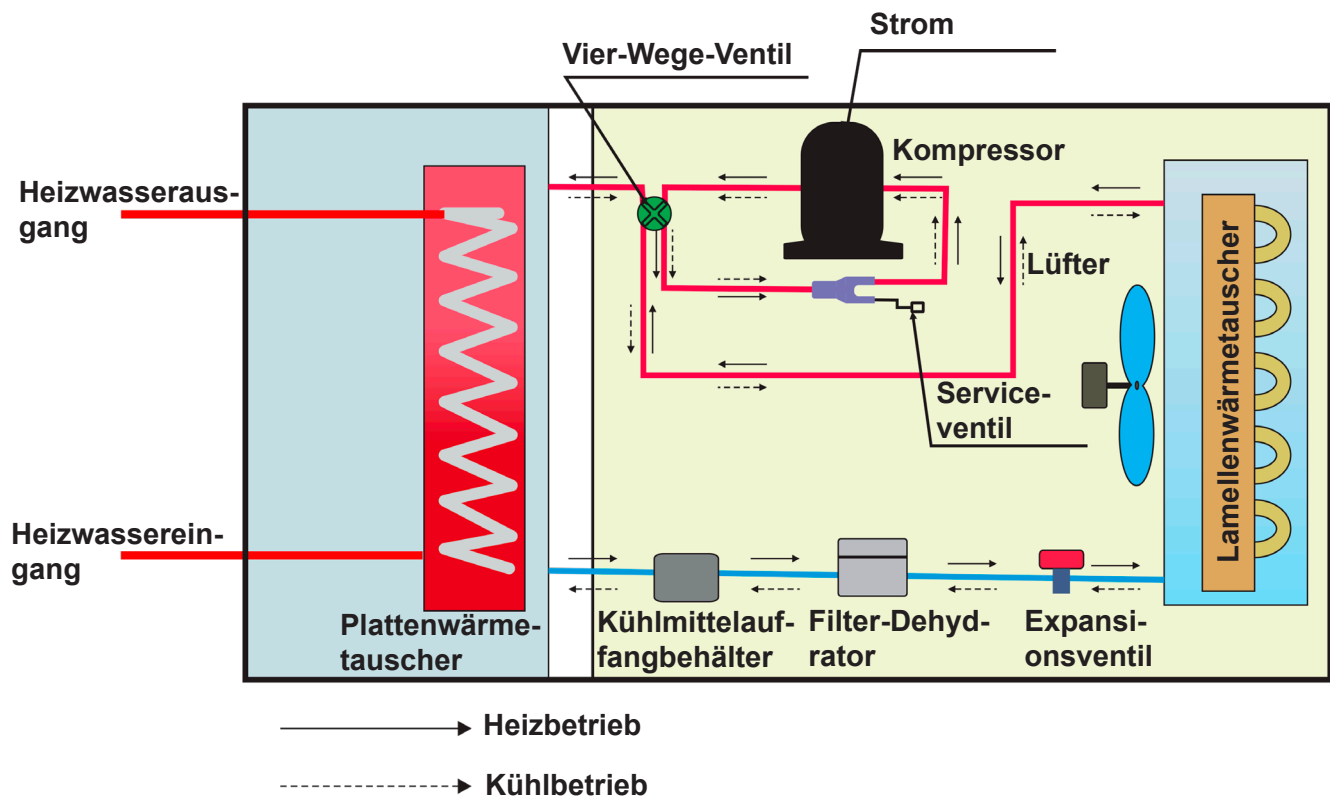 Strom
Vier-Wege-Ventil
Kompressor
Heizwasseraus-
gang
Lüfter
Lamellenwärmetauscher
Service-
ventil
Heizwasserein-
gang
Plattenwärme-
tauscher
Kühlmittelauf-
fangbehälter
Filter-Dehyd-
rator
Expansi-
onsventil
Heizbetrieb
Kühlbetrieb